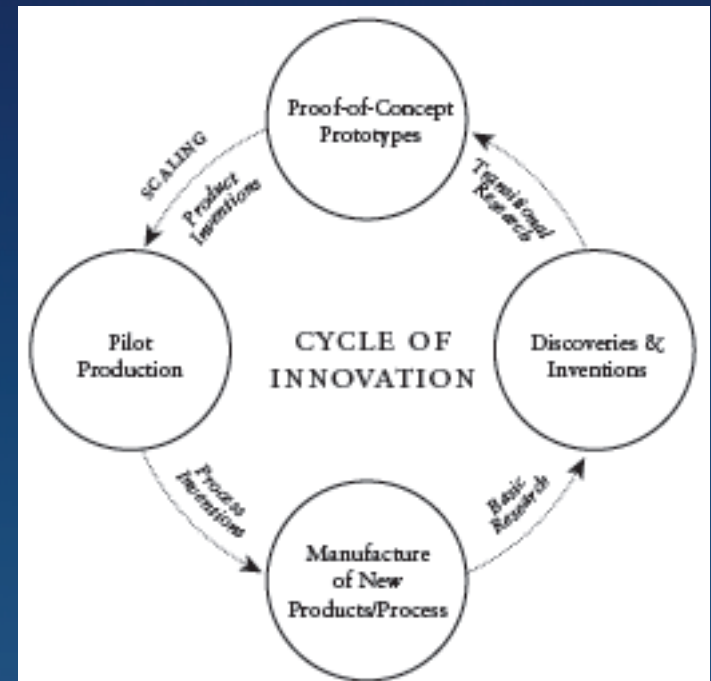 Proof-of-Concept
Prototypes
SCALING
Product
Inventions
Transitional
Research
Pilot
Production
CYCLE OF
INNOVATION
Discoveries &
Inventions
Process
Inventions
Basic
Research
Manufacture
of New
Products/Process